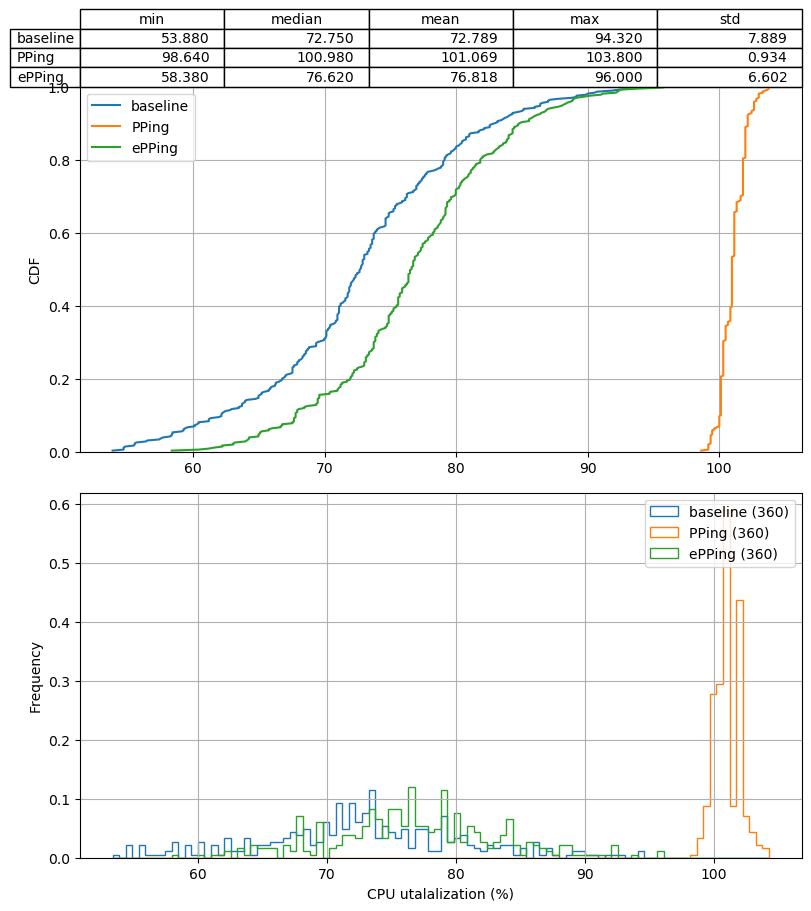 min median mean max std
baseline 53.880 72.750 72.789 94.320 7.889
PPing 98.640 100.980 101.069 103.800 0.934
ePPing 58.380 76.620 76.818 96.000 6.602
1.0
baseline
PPing
ePPing
0.8
0.6
CDF
0.4
0.2
0.0
60 70 80 90 100
0.6
baseline (360)
PPing (360)
ePPing (360)
0.5
0.4
Frequency
0.3
0.2
0.1
0.0
60 70 80 90 100
CPU utalalization (%)